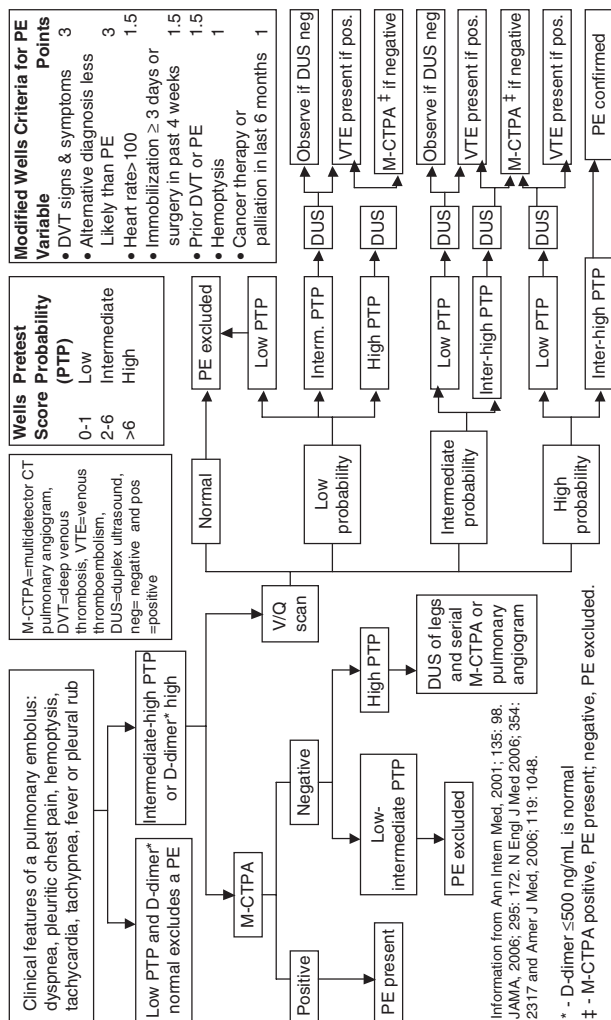 Clinical features of a pulmonary embolus:
dyspnea, pleuritic chest pain, hemoptysis,
tachycardia, tachypnea, fever or pleural rub
M-CTPA=multidetector CT
pulmonary angiogram,
DVT=deep venous
thrombosis, VTE=venous
thromboembolism,
DUS=duplex ultrasound,
neg= negative and pos
=positive
Wells Pretest
Score Probability
(PTP)
0-1 Low
2-6 Intermediate
>6 High
Modified Wells Criteria for PE
Variable Points
• DVT signs & symptoms 3
• Alternative diagnosis less
Likely than PE 3
• Heart rate>100 1.5
• Immobilization ≥ 3 days or
surgery in past 4 weeks 1.5
• Prior DVT or PE 1.5
• Hemoptysis 1
• Cancer therapy or
palliation in last 6 months 1
Low PTP and D-dimer*
normal excludes a PE
Intermediate-high PTP
or D-dimer* high
M-CTPA
V/Q
scan
Positive
Negative
PE present
Low-
intermediate PTP
High PTP
PE excluded
DUS of legs
and serial
M-CTPA or
pulmonary
angiogram
Normal
PE excluded
Low
probability
Low PTP
Interm. PTP
DUS
Observe if DUS neg
VTE present if pos.
High PTP
DUS
M-CTPA ‡ if negative
Intermediate
probability
Low PTP
DUS
Observe if DUS neg
VTE present if pos.
Inter-high PTP
DUS
M-CTPA ‡ if negative
High
probability
Low PTP
DUS
VTE present if pos.
Inter-high PTP
PE confirmed
Information from Ann Intern Med, 2001; 135: 98.
JAMA, 2006; 295: 172. N Engl J Med 2006; 354:
2317 and Amer J Med, 2006; 119: 1048.
* - D-dimer ≤500 ng/mL is normal
‡ - M-CTPA positive, PE present; negative, PE excluded.